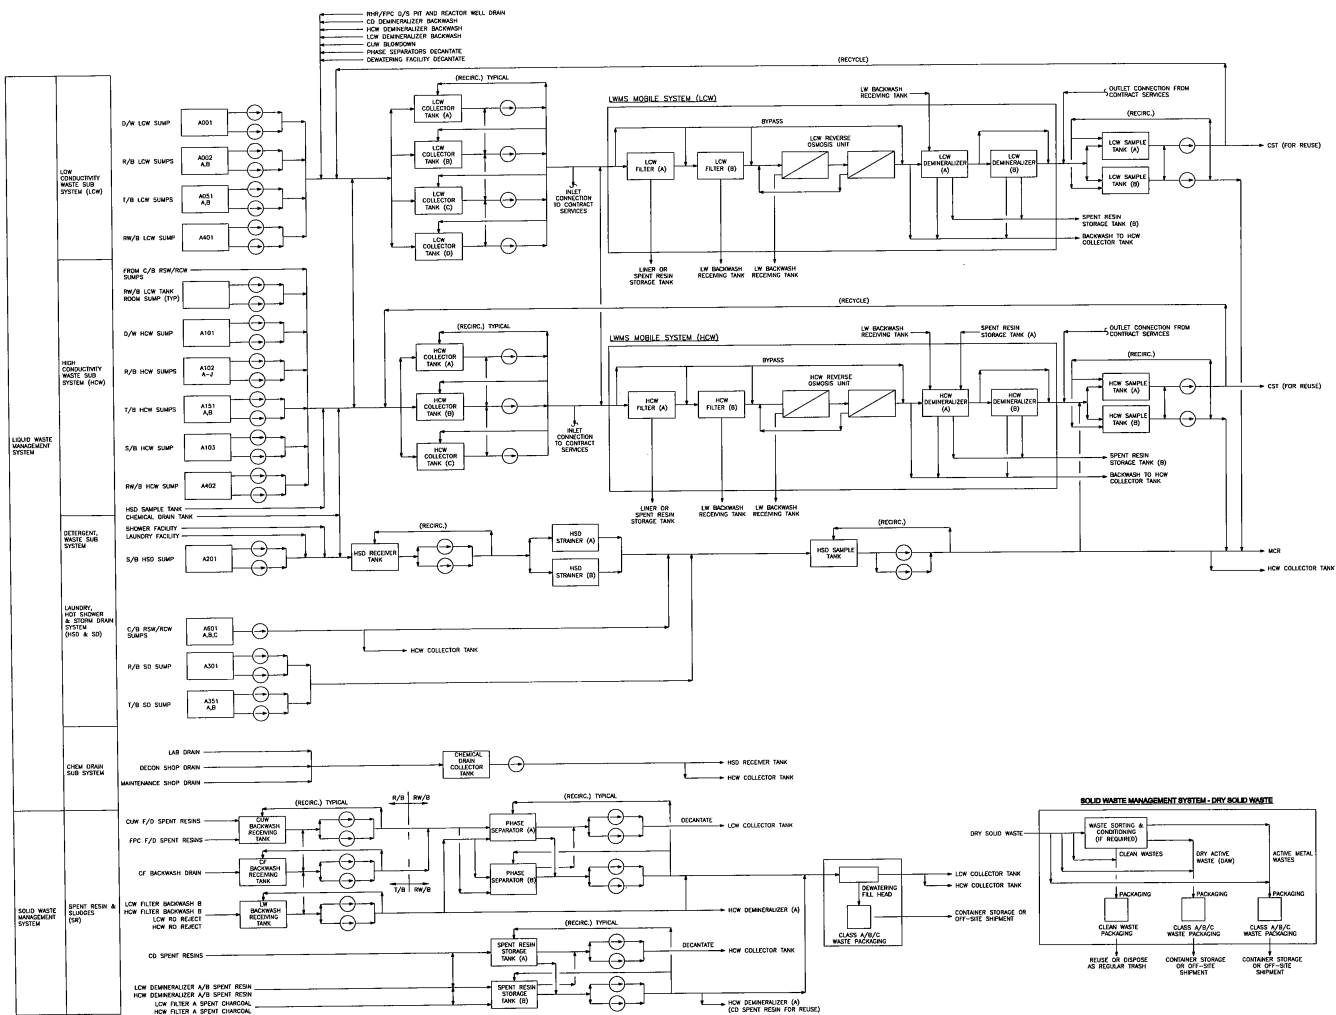 RHR/FPC D/S PIT AND REACTOR WELL DRAIN
CD DEMINERALIZER BACKWASH
HCW DEMINERALIZER BACKWASH
LCW DEMINERALIZER BACKWASH
CUW BLOWDOWN
PHASE SEPARATORS DECANTATE
DEWATERING FACILITY DECANTATE
(RECYCLE)
(RECIRC.) TYPICAL
LIQUID WASTE
MANAGEMENT
SYSTEM
LOW
CONDUCTIVITY
WASTE SUB
SYSTEM (LCW)
D/W LCW SUMP
A001
R/B LCW SUMPS
A002
A,B
T/B LCW SUMPS
A051
A,B
RW/B LCW SUMP
A401
LCW
COLLECTOR
TANK (A)
LCW
COLLECTOR
TANK (B)
LCW
COLLECTOR
TANK (C)
LCW
COLLECTOR
TANK (D)
INLET
CONNECTION
TO CONTRACT
SERVICES
LWMS MOBILE SYSTEM (LCW)
BYPASS
LW BACKWASH
RECEIVING TANK
LCW
FILTER (A)
LCW
FILTER (B)
LCW REVERSE
OSMOSIS UNIT
LCW
DEMINERALIZER
(A)
LCW
DEMINERALIZER
(B)
OUTLET CONNECTION FROM
CONTRACT SERVICES
(RECIRC.)
LCW SAMPLE
TANK (A)
LCW SAMPLE
TANK (B)
CST (FOR REUSE)
SPENT RESIN
STORAGE TANK (B)
BACKWASH TO HCW
COLLECTOR TANK
LINER OR
SPENT RESIN
STORAGE TANK
LW BACKWASH
RECEIVING TANK
LW BACKWASH
RECEIVING TANK
HIGH
CONDUCTIVITY
WASTE SUB
SYSTEM (HCW)
FROM C/B RSW/RCW
SUMPS
RW/B LCW TANK
ROOM SUMP (TYP)
D/W HCW SUMP
A101
R/B HCW SUMPS
A102
A-J
T/B HCW SUMPS
A151
A,B
S/B HCW SUMP
A103
RW/B HCW SUMP
A402
HSD SAMPLE TANK
CHEMICAL DRAIN TANK
(RECYCLE)
(RECIRC.) TYPICAL
HCW
COLLECTOR
TANK (A)
HCW
COLLECTOR
TANK (B)
HCW
COLLECTOR
TANK (C)
INLET
CONNECTION
TO CONTRACT
SERVICES
LWMS MOBILE SYSTEM (HCW)
BYPASS
LW BACKWASH
RECEIVING TANK
SPENT RESIN
STORAGE TANK (A)
HCW
FILTER (A)
HCW
FILTER (B)
HCW REVERSE
OSMOSIS UNIT
HCW
DEMINERALIZER
(A)
HCW
DEMINERALIZER
(B)
OUTLET CONNECTION FROM
CONTRACT SERVICES
(RECIRC.)
HCW SAMPLE
TANK (A)
HCW SAMPLE
TANK (B)
CST (FOR REUSE)
SPENT RESIN
STORAGE TANK (B)
BACKWASH TO HCW
COLLECTOR TANK
LINER OR
SPENT RESIN
STORAGE TANK
LW BACKWASH
RECEIVING TANK
LW BACKWASH
RECEIVING TANK
DETERGENT,
WASTE SUB
SYSTEM
SHOWER FACILITY
LAUNDRY FACILITY
S/B HSD SUMP
A201
(RECIRC.)
HSD RECEIVER
TANK
HSD
STRAINER (A)
HSD
STRAINER (B)
(RECIRC.)
HSD SAMPLE
TANK
MCR
HCW COLLECTOR TANK
LAUNDRY,
HOT SHOWER
& STORM DRAIN
SYSTEM
(HSD & SD)
C/B RSW/RCW
SUMPS
A601
A,B,C
HCW COLLECTOR TANK
R/B SD SUMP
A301
T/B SD SUMP
A351
A,B
CHEM DRAIN
SUB SYSTEM
LAB DRAIN
DECON SHOP DRAIN
MAINTENANCE SHOP DRAIN
CHEMICAL
DRAIN
COLLECTOR
TANK
HSD RECEIVER TANK
HCW COLLECTOR TANK
SOLID WASTE
MANAGEMENT
SYSTEM
SPENT RESIN &
SLUDGES
(SR)
(RECIRC.) TYPICAL
R/B
RW/B
CUW F/D SPENT RESINS
FPC F/D SPENT RESINS
CUW
BACKWASH
RECEIVING
TANK
CF BACKWASH DRAIN
CF
BACKWASH
RECEIVING
TANK
T/B
RW/B
LCW FILTER BACKWASH B
HCW FILTER BACKWASH B
LCW RO REJECT
HCW RO REJECT
LW
BACKWASH
RECEIVING
TANK
(RECIRC.) TYPICAL
PHASE
SEPARATOR (A)
PHASE
SEPARATOR (B)
DECANTATE
LCW COLLECTOR TANK
HCW DEMINERALIZER (A)
(RECIRC.) TYPICAL
CD SPENT RESINS
SPENT RESIN
STORAGE
TANK (A)
DECANTATE
HCW COLLECTOR TANK
LCW DEMINERALIZER A/B SPENT RESIN
HCW DEMINERALIZER A/B SPENT RESIN
SPENT RESIN
STORAGE
TANK (B)
LCW FILTER A SPENT CHARCOAL
HCW FILTER A SPENT CHARCOAL
HCW DEMINERALIZER (A)
(CD SPENT RESIN FOR REUSE)
DEWATERING
FILL HEAD
CLASS A/B/C
WASTE PACKAGING
LCW COLLECTOR TANK
HCW COLLECTOR TANK
CONTAINER STORAGE OR
OFF-SITE SHIPMENT
SOLID WASTE MANAGEMENT SYSTEM - DRY SOLID WASTE
DRY SOLID WASTE
WASTE SORTING &
CONDITIONING
(IF REQUIRED)
CLEAN WASTES
DRY ACTIVE
WASTE (DAW)
ACTIVE METAL
WASTES
PACKAGING
PACKAGING
PACKAGING
CLEAN WASTE
PACKAGING
CLASS A/B/C
WASTE PACKAGING
CLASS A/B/C
WASTE PACKAGING
REUSE OR DISPOSE
AS REGULAR TRASH
CONTAINER STORAGE
OR OFF-SITE
SHIPMENT
CONTAINER STORAGE
OR OFF-SITE
SHIPMENT